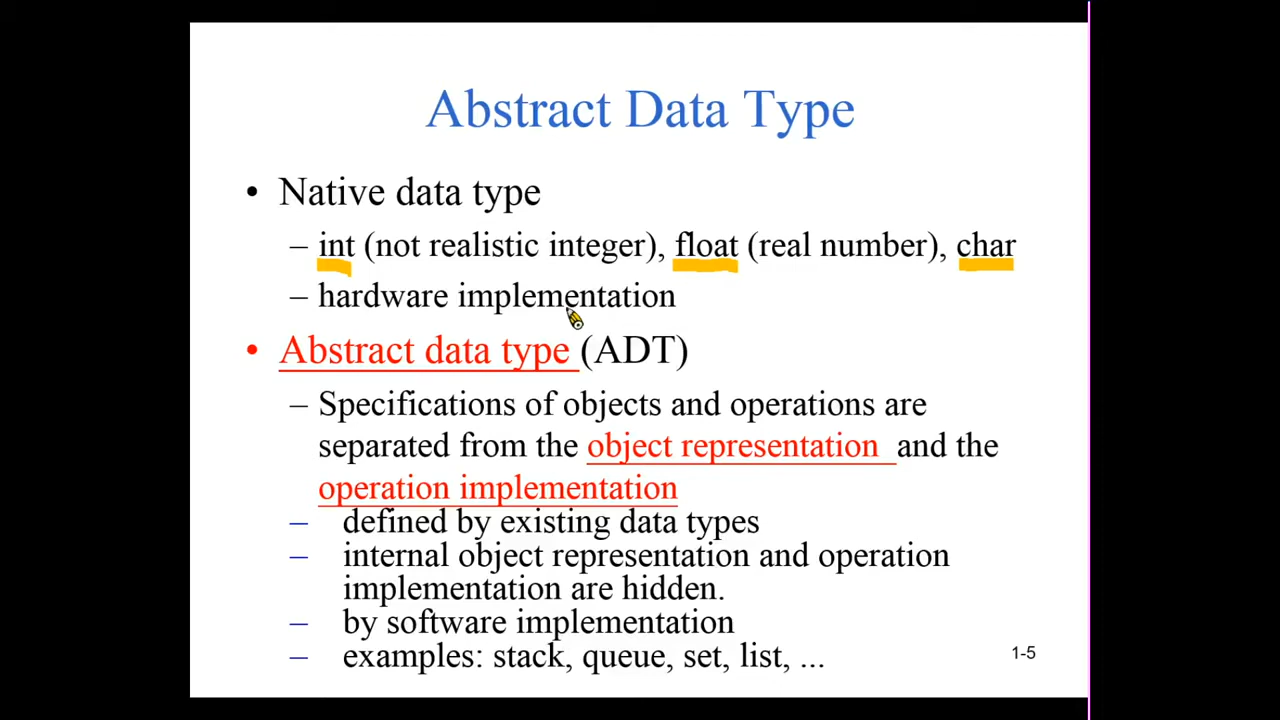 Abstract Data Type
• Native data type
– int (not realistic integer), float (real number), char
– hardware implementation
• Abstract data type (ADT)
– Specifications of objects and operations are
separated from the object representation and the
operation implementation
– defined by existing data types
– internal object representation and operation
implementation are hidden.
– by software implementation
– examples: stack, queue, set, list, ...
1-5